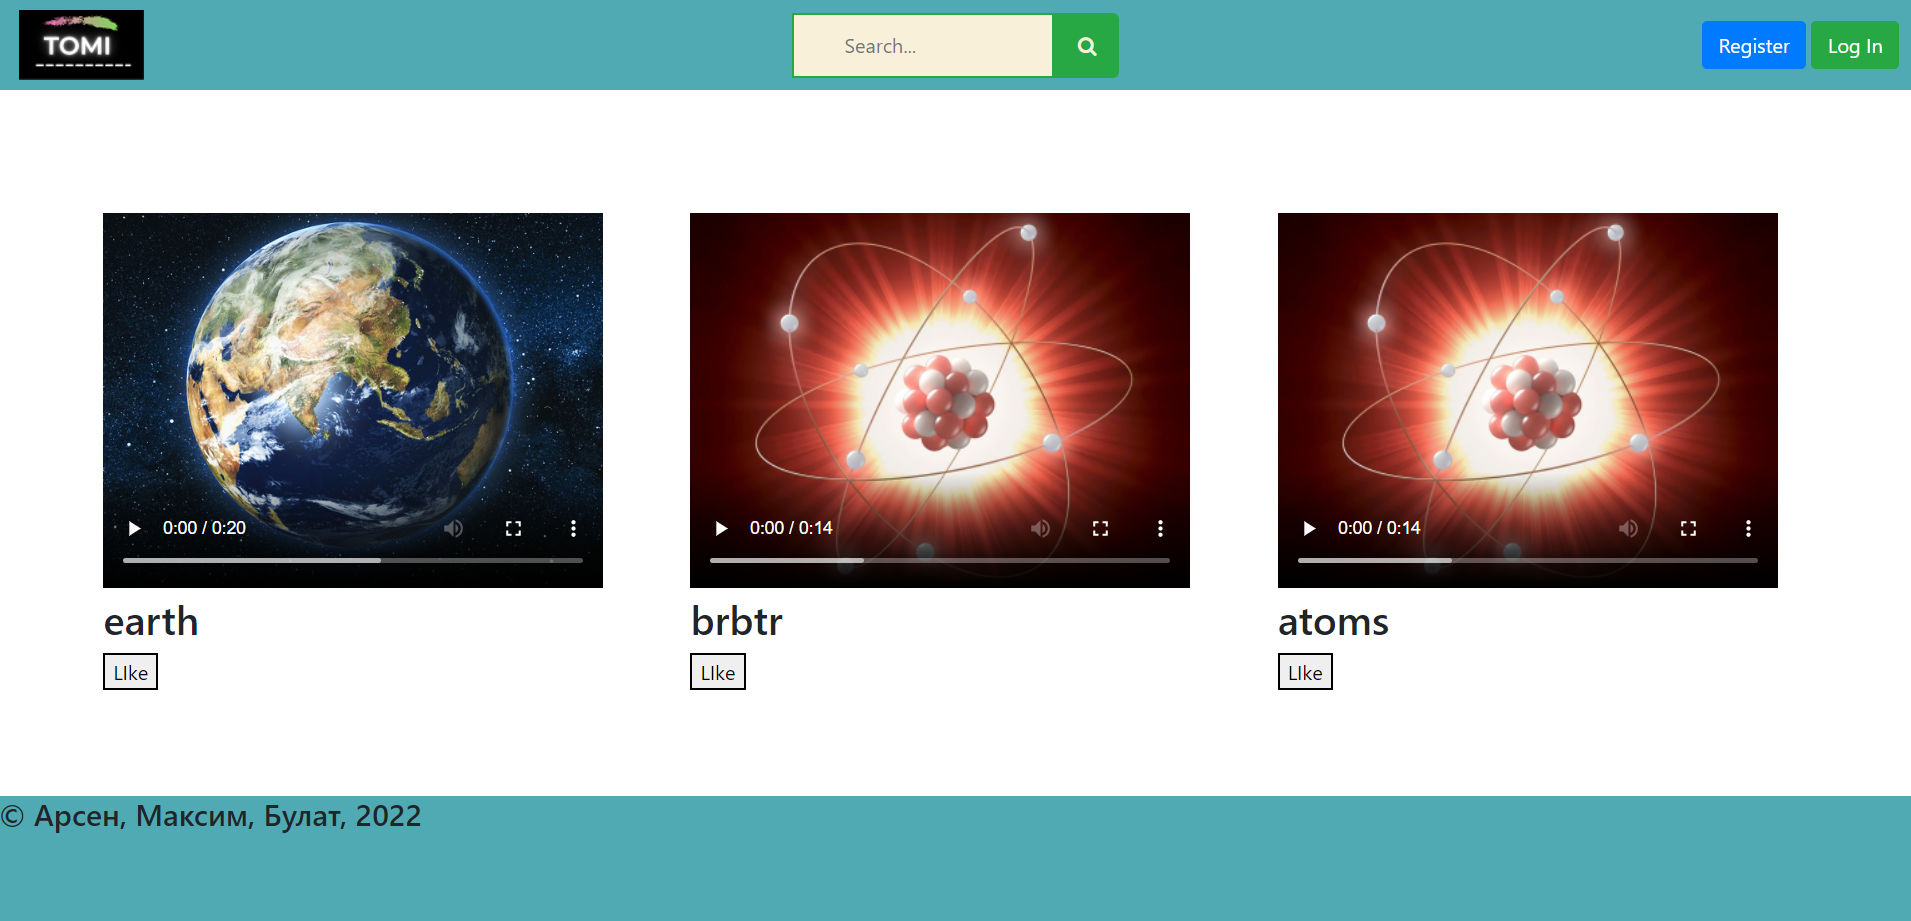 TOMI
Search...
Register
Log In
0:00 / 0:20
0:00 / 0:14
0:00 / 0:14
earth
brbtr
atoms
LIke
LIke
LIke
© Арсен, Максим, Булат, 2022